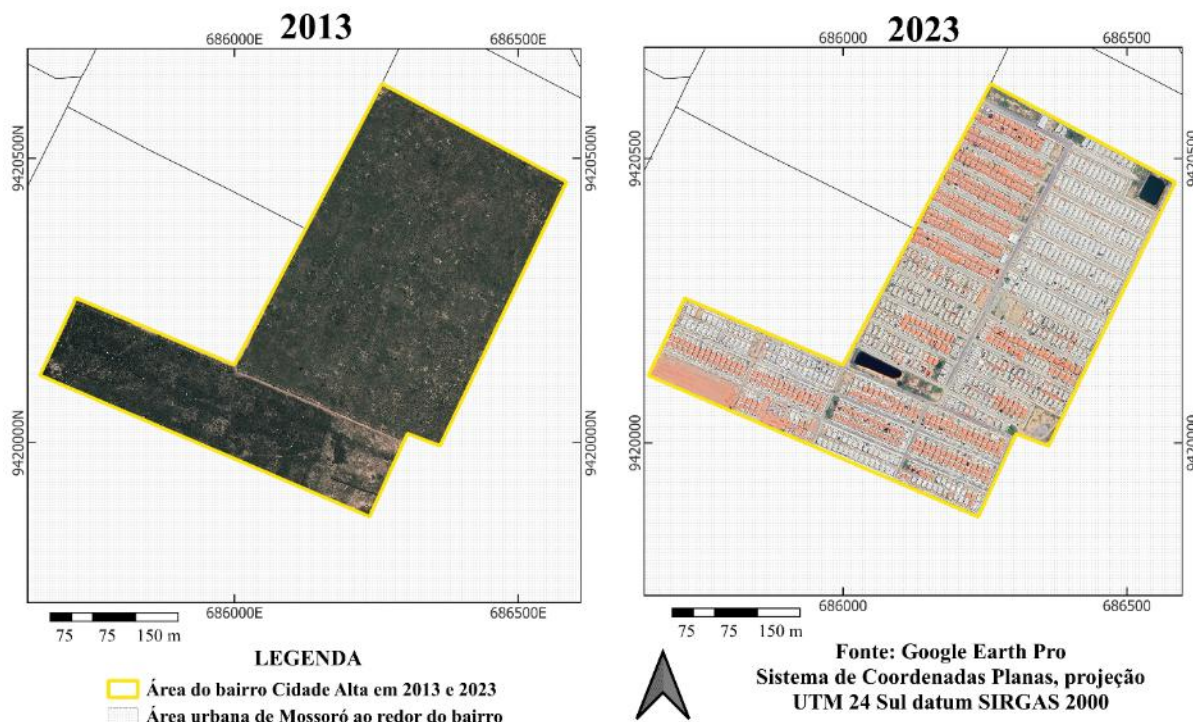 2013
686000E 686500E
9420500N
9420000N
686000E 686500E
75 75 150 m
2023
686000 686500
9420500
9420000
686000 686500
75 75 150 m
LEGENDA
Área do bairro Cidade Alta em 2013 e 2023
Área urbana de Mossoró ao redor do bairro
Fonte: Google Earth Pro
Sistema de Coordenadas Planas, projeção
UTM 24 Sul datum SIRGAS 2000